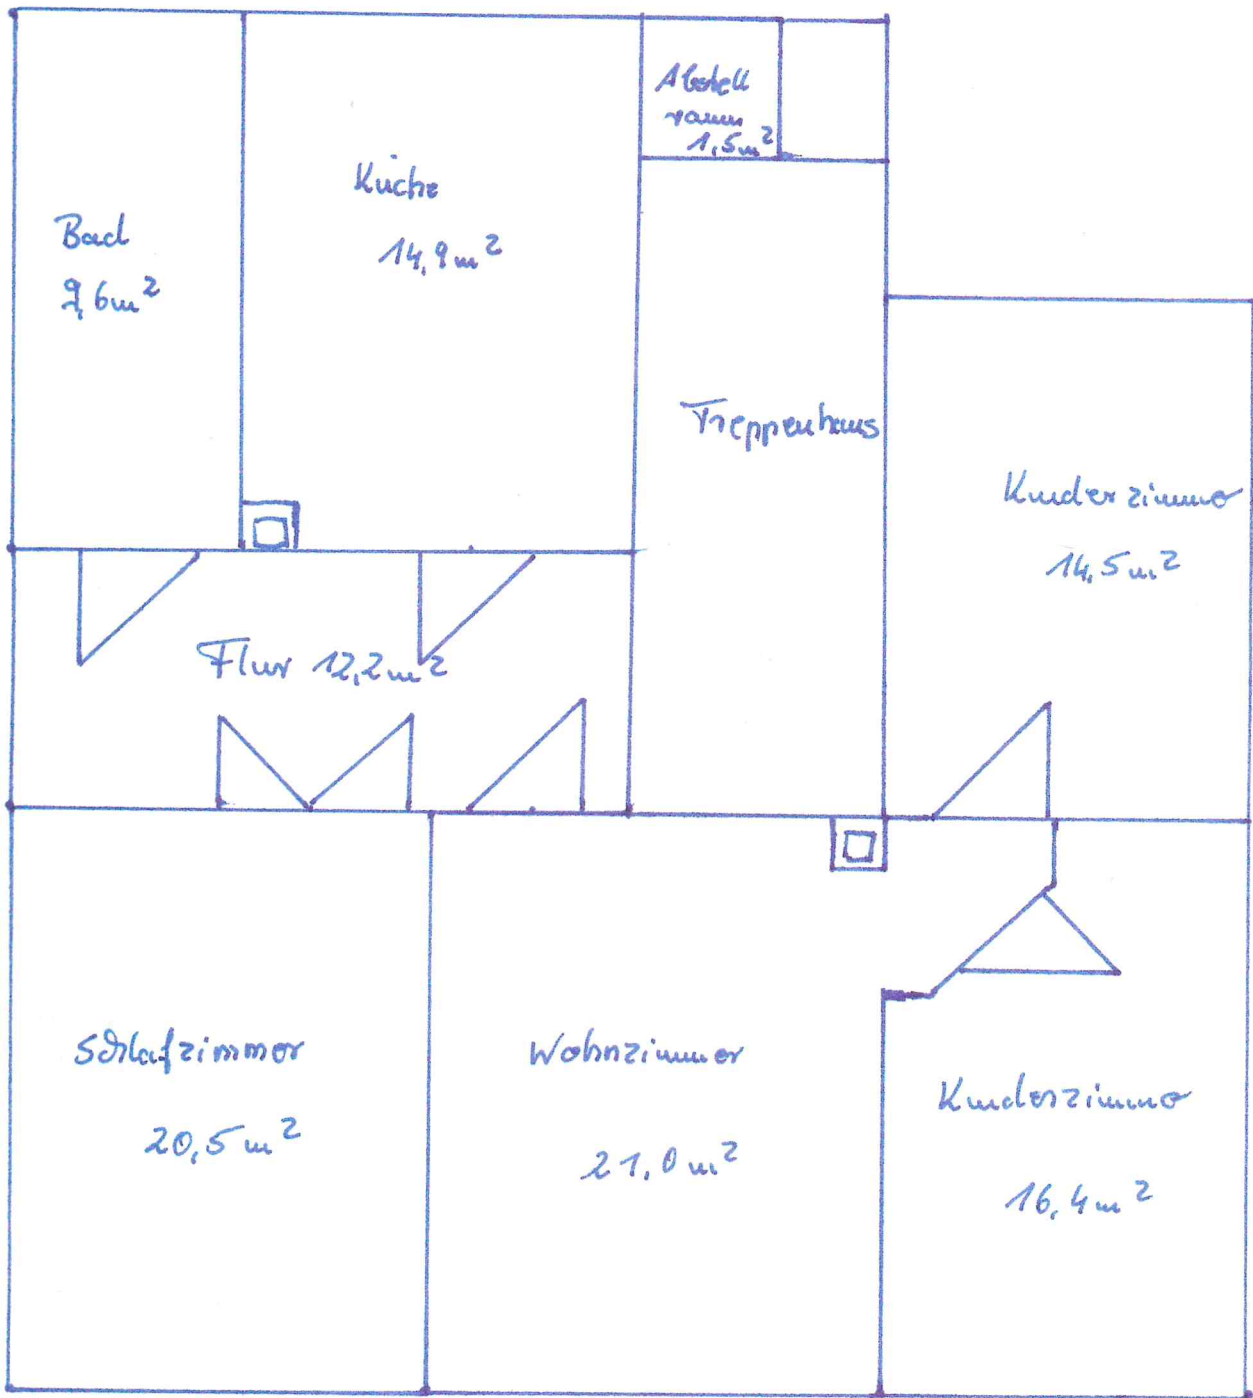 Abstell
raum
1,5m²
Küche
14,9m²
Bad
9,6m²
Treppenhaus
Kinderzimmer
14,5m²
Flur 12,2m²
Schlafzimmer
20,5m²
Wohnzimmer
21,0m²
Kinderzimmer
16,4m²